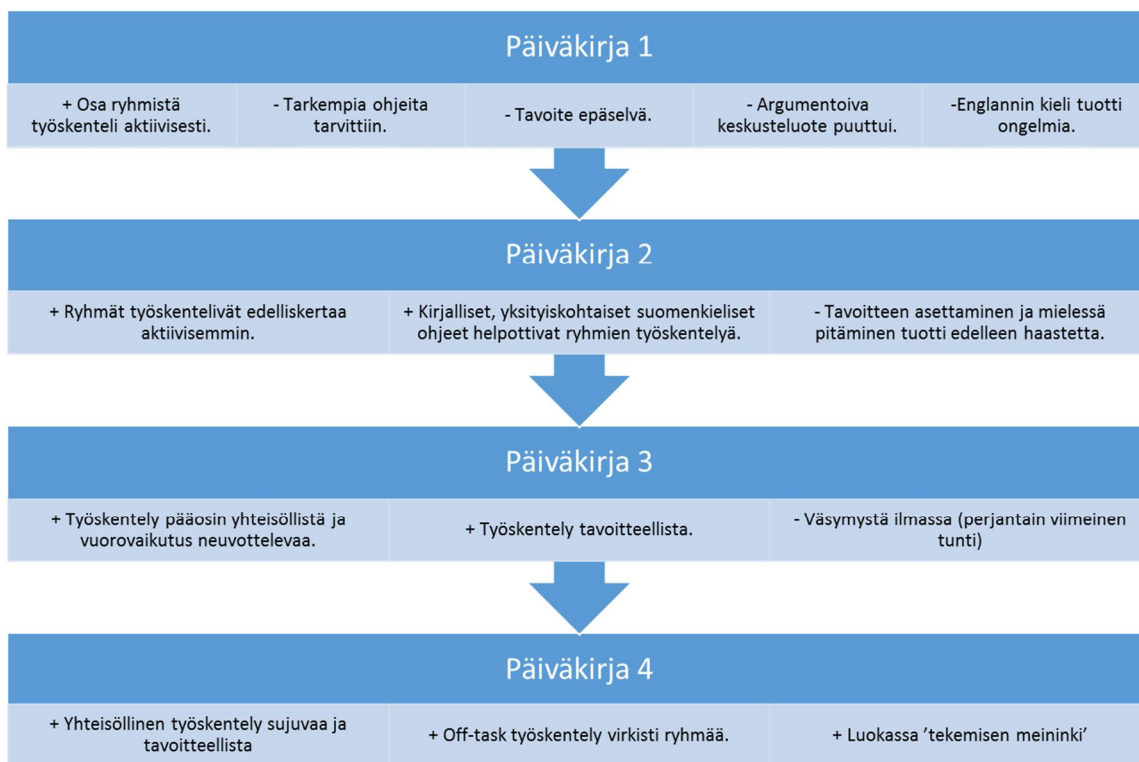 Päiväkirja 1
+ Osa ryhmistä
työskenteli aktiivisesti.
- Tarkempia ohjeita
tarvittiin.
- Tavoite epäselvä.
- Argumentoiva
keskusteluote puuttui.
-Englannin kieli tuotti
ongelmia.
Päiväkirja 2
+ Ryhmät työskentelivät edelliskertaa
aktiivisemmin.
+ Kirjalliset, yksityiskohtaiset suomenkieliset
ohjeet helpottivat ryhmien työskentelyä.
- Tavoitteen asettaminen ja mielessä
pitäminen tuotti edelleen haastetta.
Päiväkirja 3
+ Työskentely pääosin yhteisöllistä ja
vuorovaikutus neuvottelevaa.
+ Työskentely tavoitteellista.
- Väsymystä ilmassa (perjantain viimeinen
tunti)
Päiväkirja 4
+ Yhteisöllinen työskentely sujuvaa ja
tavoitteellista
+ Off-task työskentely virkisti ryhmää.
+ Luokassa ’tekemisen meininki’